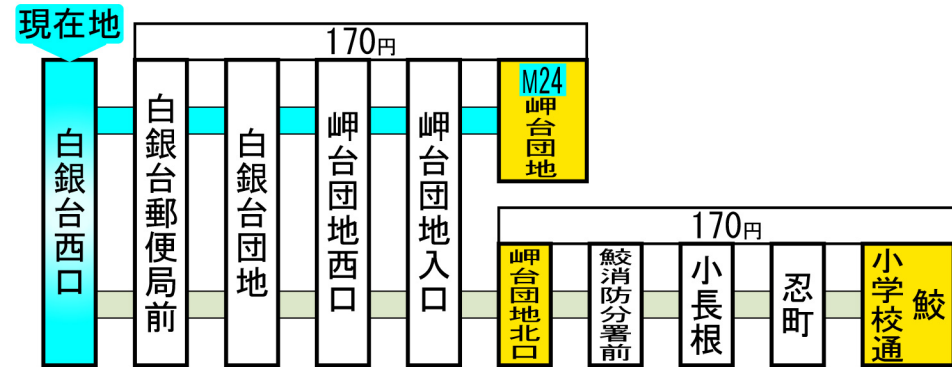 現在地
170円
白銀台西口
白銀台郵便局前
白銀台団地
岬台団地西口
岬台団地入口
M24
岬台団地
170円
岬台団地北口
鮫消防分署前
小長根
忍町
鮫
小学校通